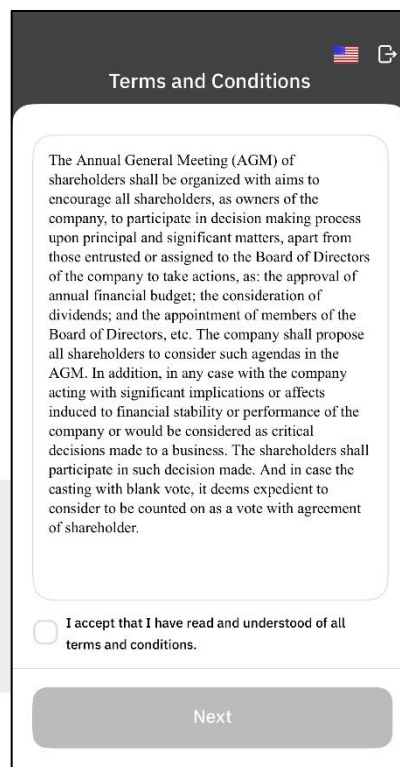 Terms and Conditions
The Annual General Meeting (AGM) of
shareholders shall be organized with aims to
encourage all shareholders, as owners of the
company, to participate in decision making process
upon principal and significant matters, apart from
those entrusted or assigned to the Board of Directors
of the company to take actions, as: the approval of
annual financial budget; the consideration of
dividends; and the appointment of members of the
Board of Directors, etc. The company shall propose
all shareholders to consider such agendas in the
AGM. In addition, in any case with the company
acting with significant implications or affects
induced to financial stability or performance of the
company or would be considered as critical
decisions made to a business. The shareholders shall
participate in such decision made. And in case the
casting with blank vote, it deems expedient to
consider to be counted on as a vote with agreement
of shareholder.
I accept that I have read and understood of all
terms and conditions.
Next